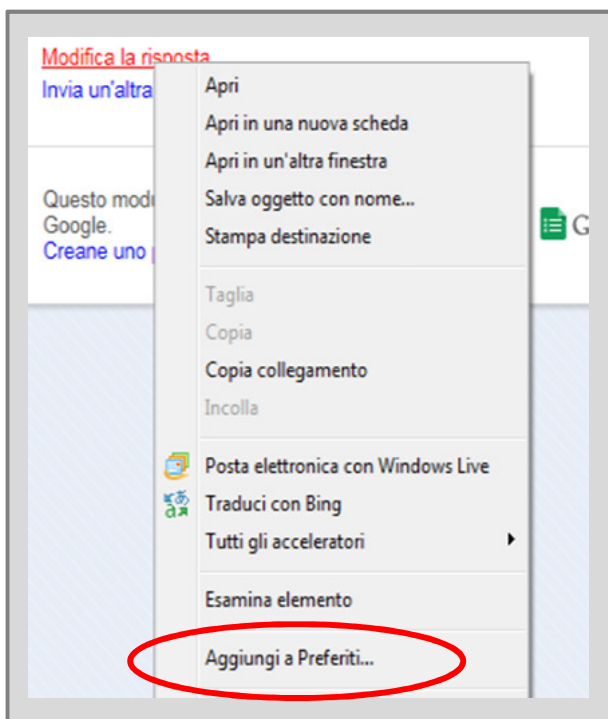 Modifica la risposta
Invia un'altra
Apri
Apri in una nuova scheda
Apri in un'altra finestra
Salva oggetto con nome...
Stampa destinazione
Questo modu
Google.
Creane uno
G
Taglia
Copia
Copia collegamento
Incolla
Posta elettronica con Windows Live
Traduci con Bing
Tutti gli acceleratori
Esamina elemento
Aggiungi a Preferiti...